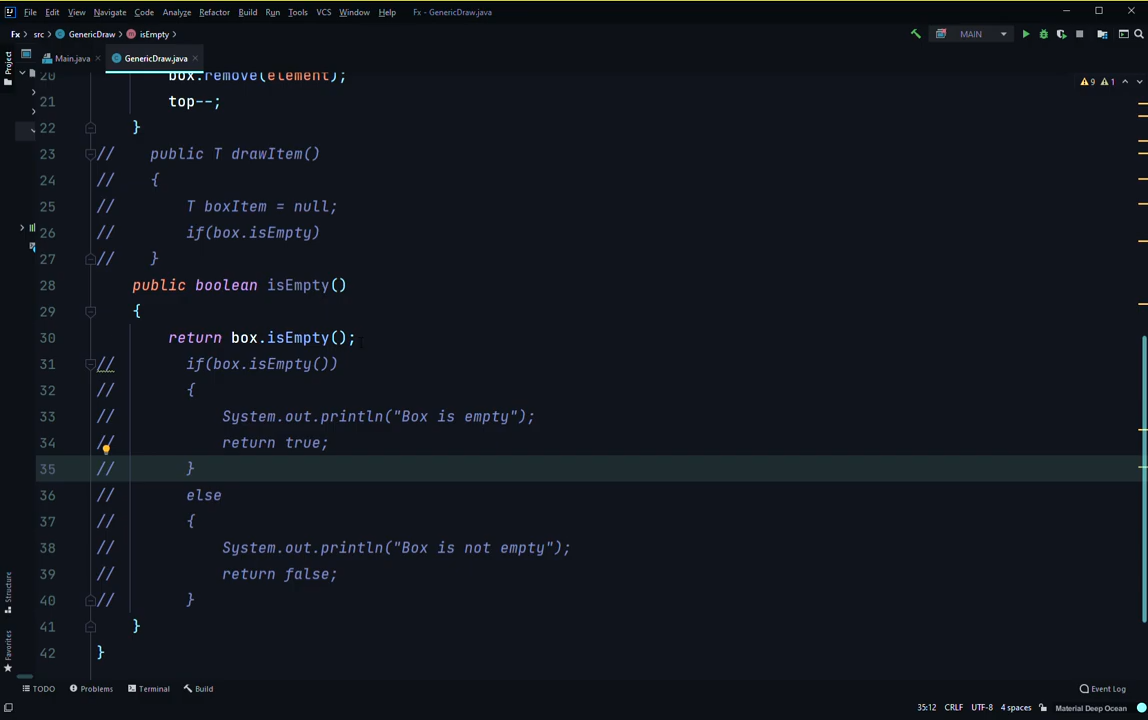 File Edit View Navigate Code Analyze Refactor Build Run Tools VCS Window Help Fx - GenericDraw.java
Fx src GenericDraw isEmpty MAIN
Main.java GenericDraw.java
Project
9 1
20 box.remove(element);
21 top--;
22 }
23 // public T drawItem()
24 // {
25 // T boxItem = null;
26 // if(box.isEmpty)
27 // }
28 public boolean isEmpty()
29 {
30 return box.isEmpty();
31 // if(box.isEmpty())
32 // {
33 // System.out.println("Box is empty");
34 // return true;
35 // }
36 // else
37 // {
38 // System.out.println("Box is not empty");
39 // return false;
40 // }
41 }
42 }
Structure
Favorites
TODO Problems Terminal Build Event Log
35:12 CRLF UTF-8 4 spaces Material Deep Ocean